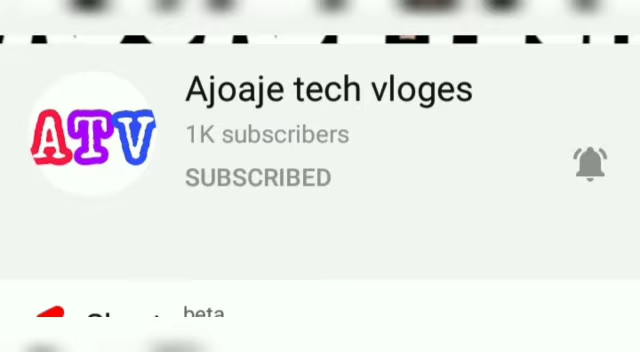 ATV
Ajoaje tech vloges
1K subscribers
SUBSCRIBED
beta